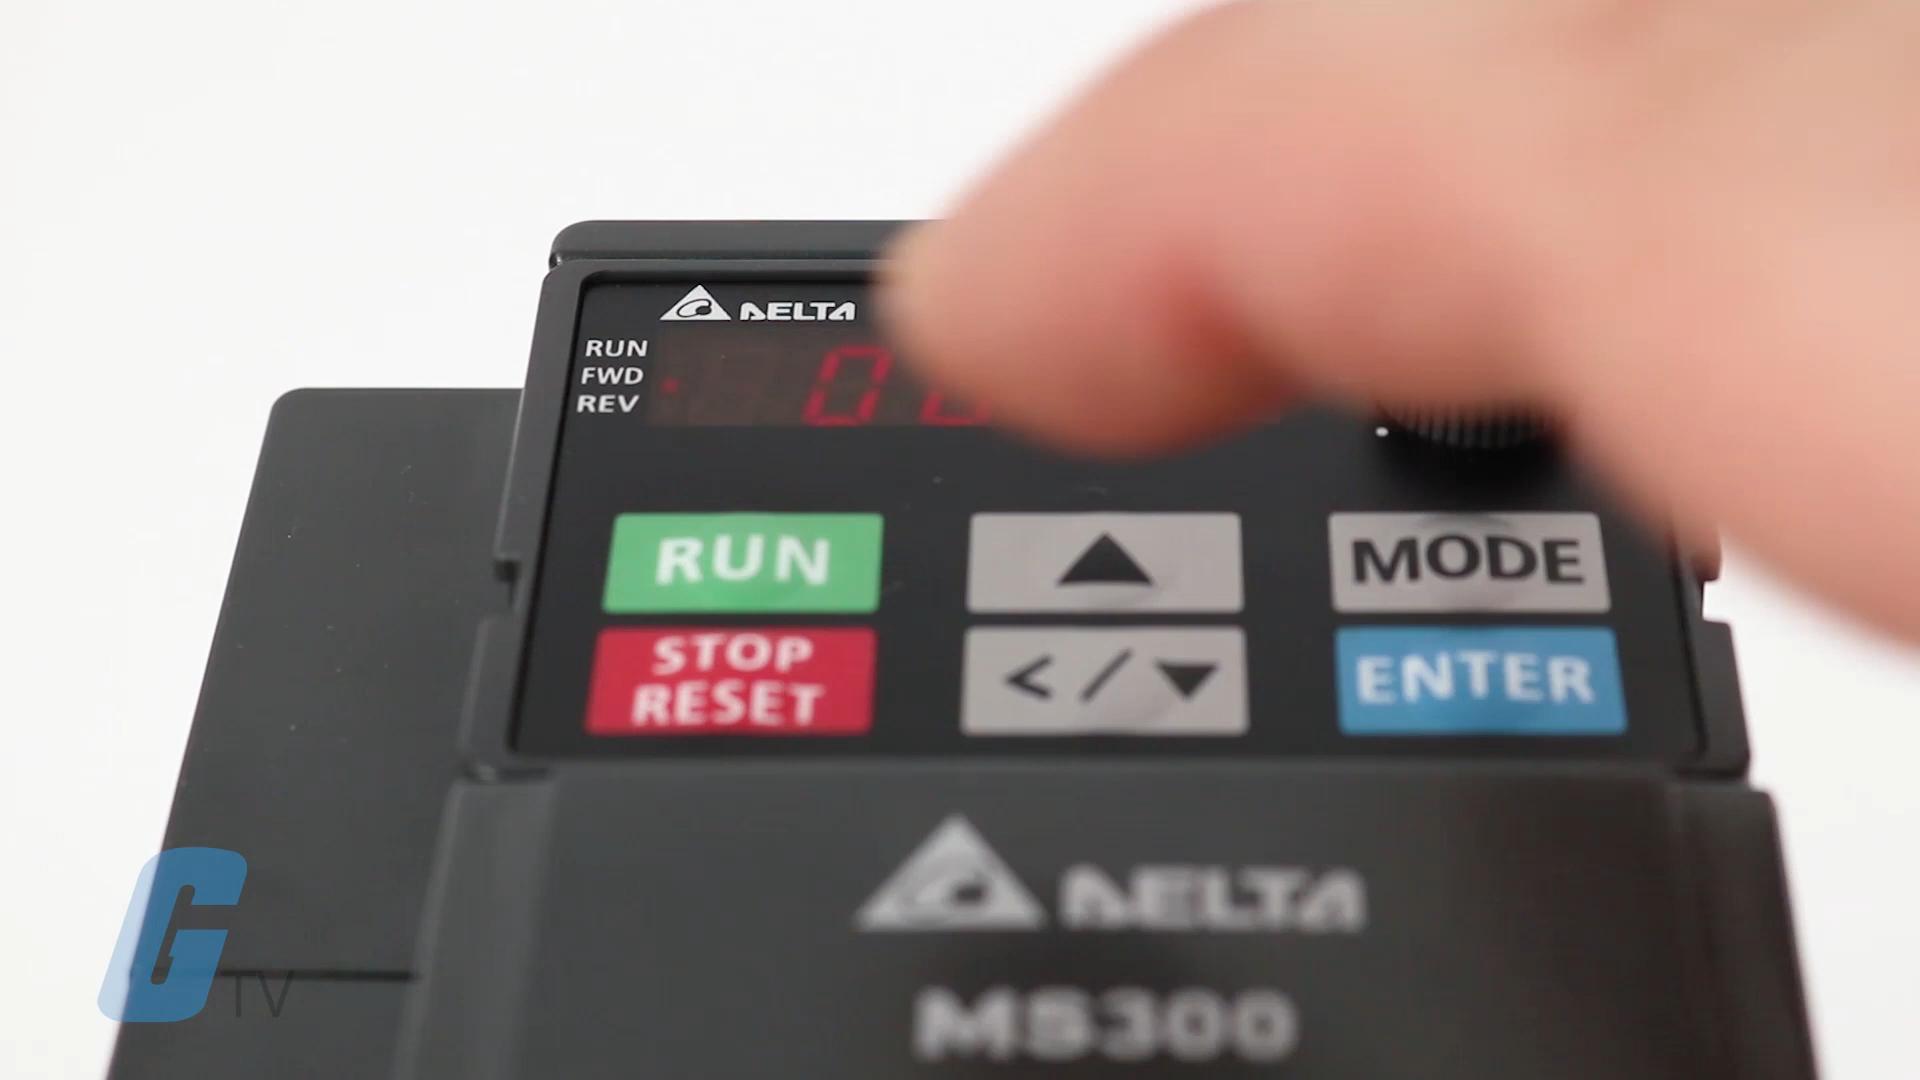 DELTA
RUN
FWD
REV
RUN
▲
MODE
STOP
RESET
< / ▼
ENTER
DELTA
MS300
G TV